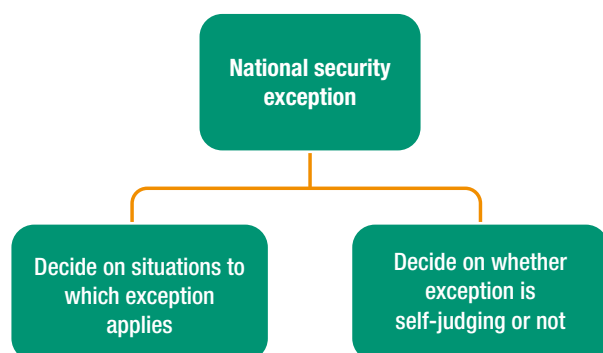 National security
exception
Decide on situations to
which exception
applies
Decide on whether
exception is
self-judging or not